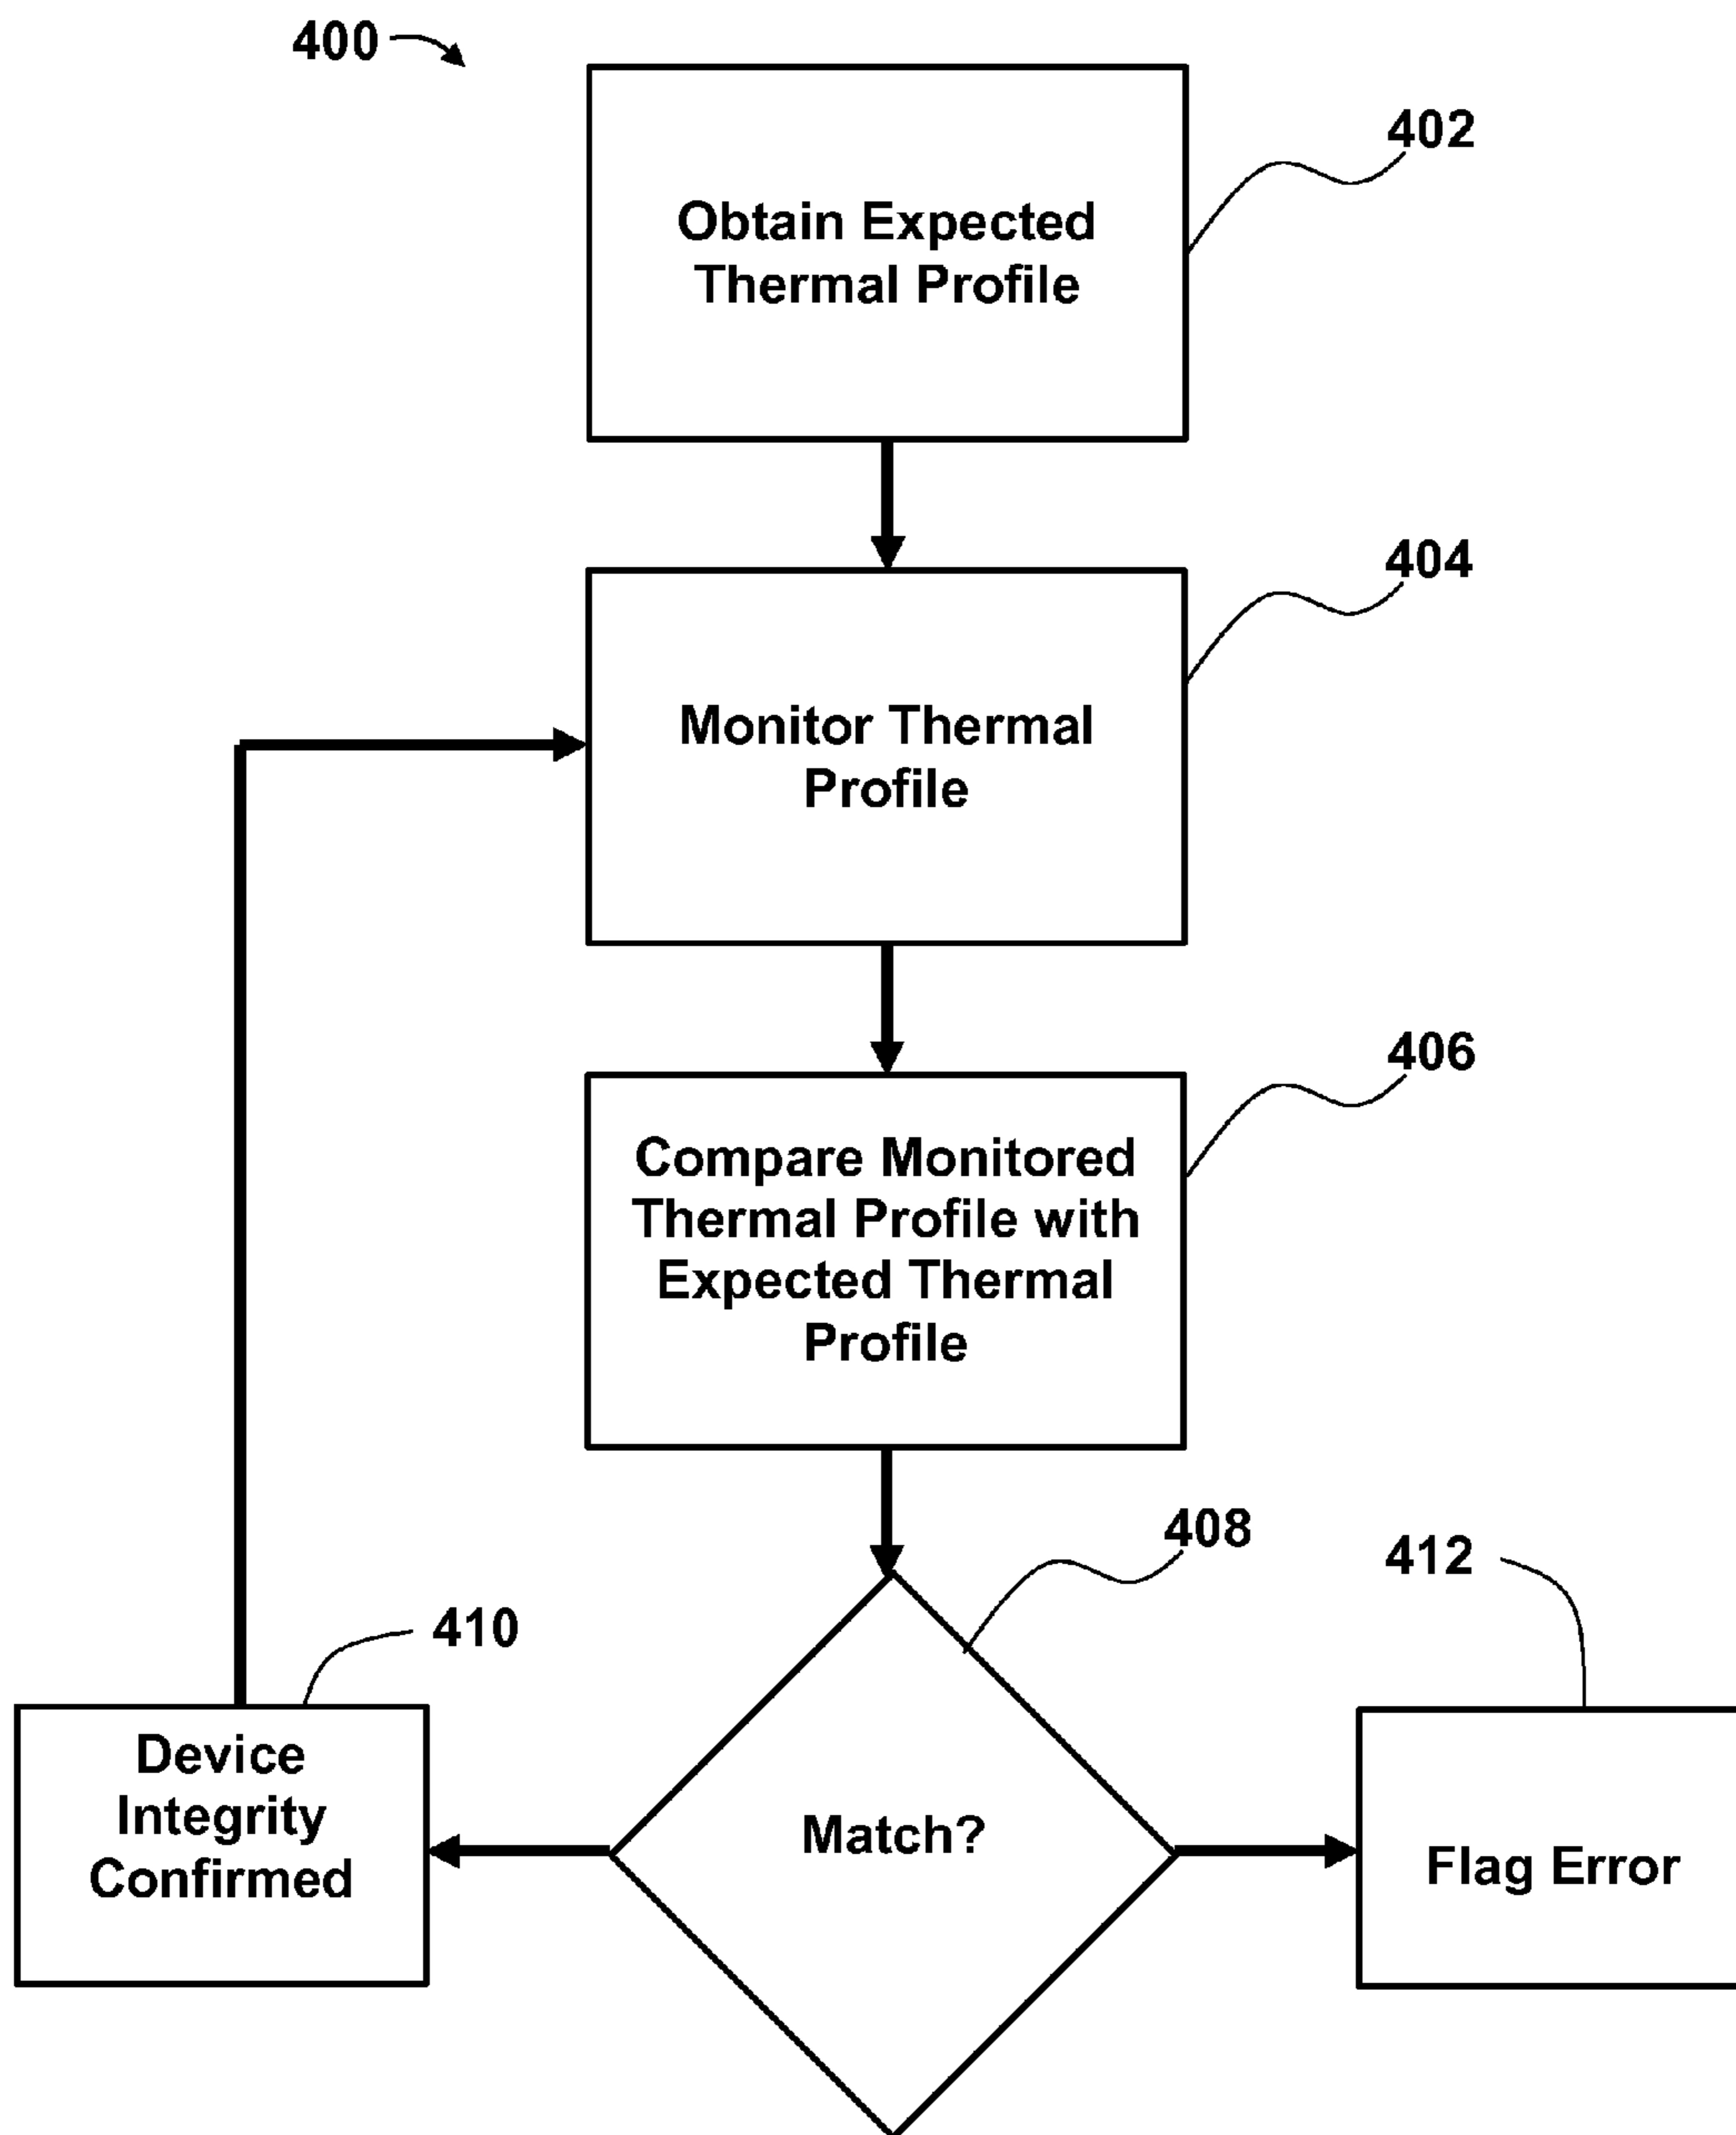 400
402
Obtain Expected
Thermal Profile
404
Monitor Thermal
Profile
406
Compare Monitored
Thermal Profile with
Expected Thermal
Profile
408
412
410
Device
Integrity
Confirmed
Match?
Flag Error